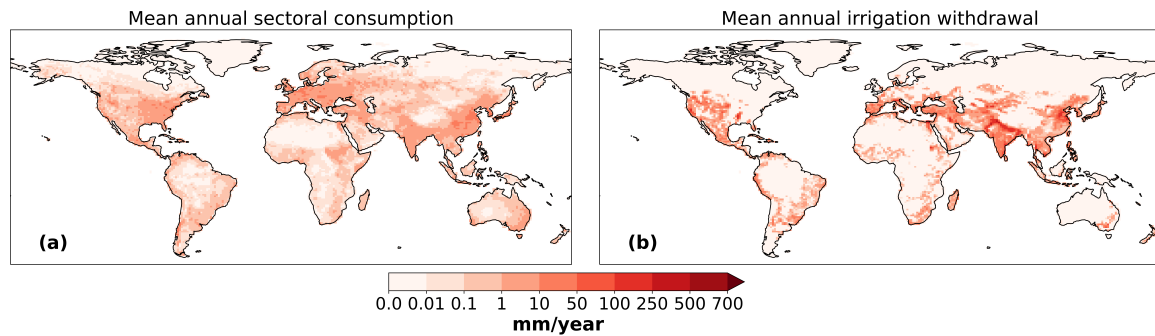 Mean annual sectoral consumption
Mean annual irrigation withdrawal
(a)
(b)
0.0 0.01 0.1 1 10 50 100 250 500 700
mm/year